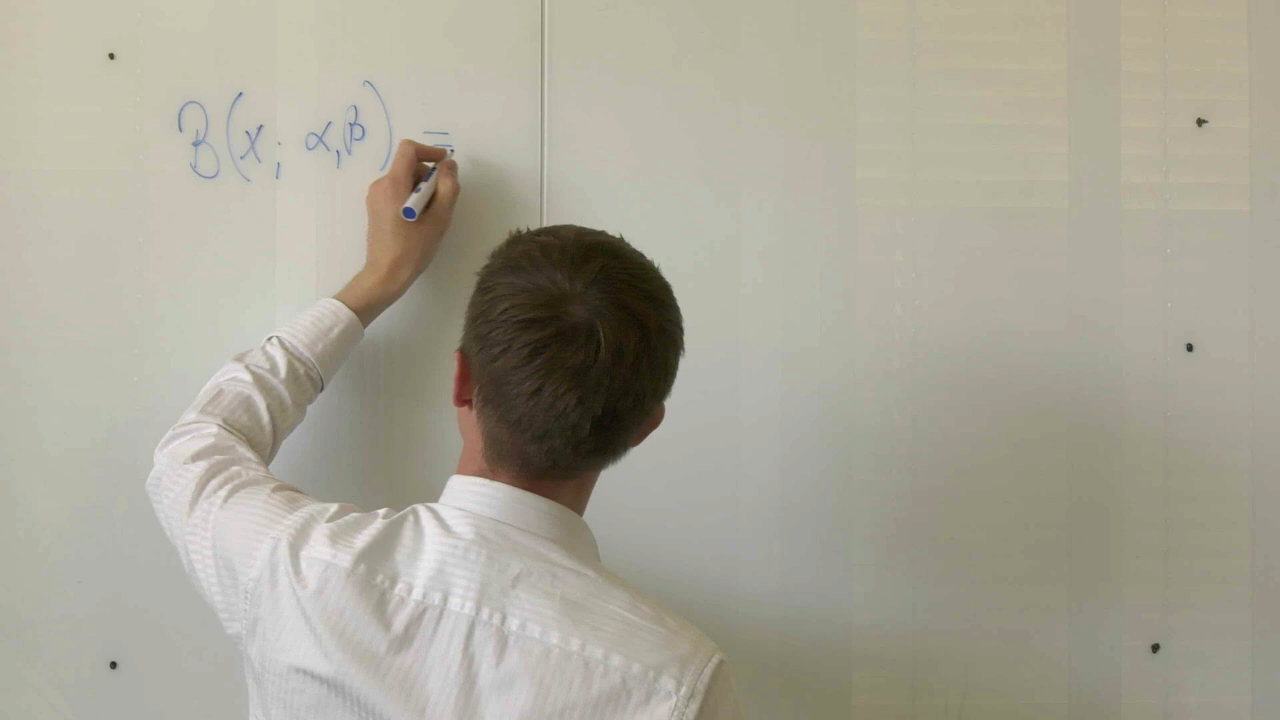 B(x; α, β) =